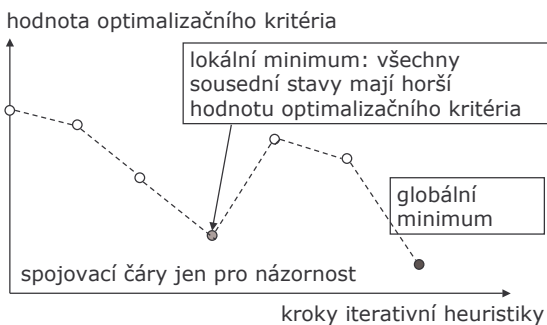 hodnota optimalizačního kritéria
lokální minimum: všechny
sousední stavy mají horší
hodnotu optimalizačního kritéria
globální
minimum
spojovací čáry jen pro názornost
kroky iterativní heuristiky